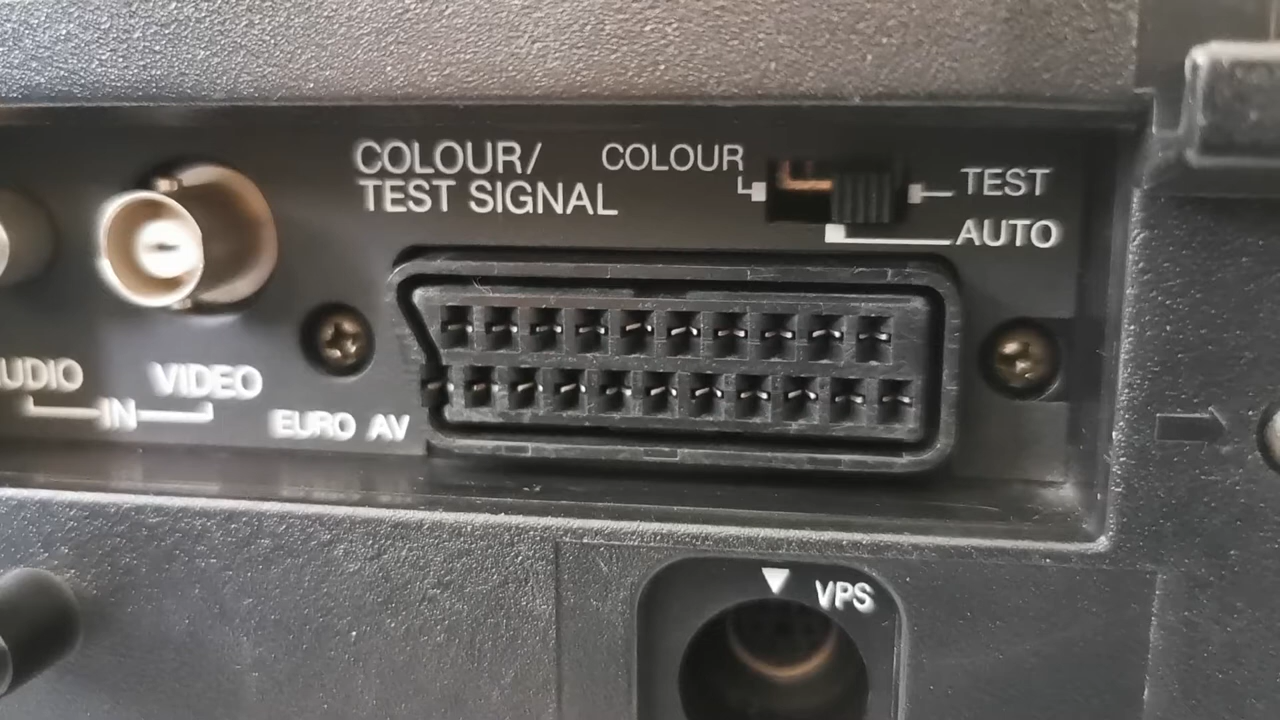 COLOUR/
TEST SIGNAL
COLOUR
TEST
AUTO
UDIO
VIDEO
IN
EURO AV
VPS